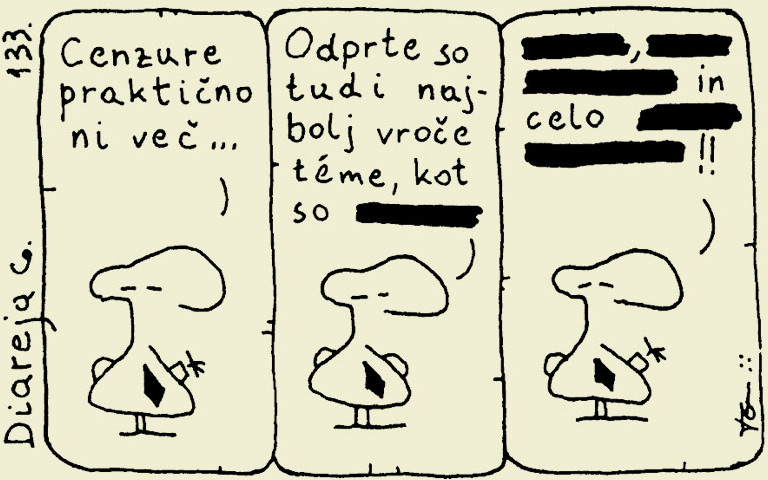 133.
Diareja c.
Cenzure
praktično
ni več...
Odprte so
tudi naj-
bolj vroče
téme, kot
so
,
in
celo
!!